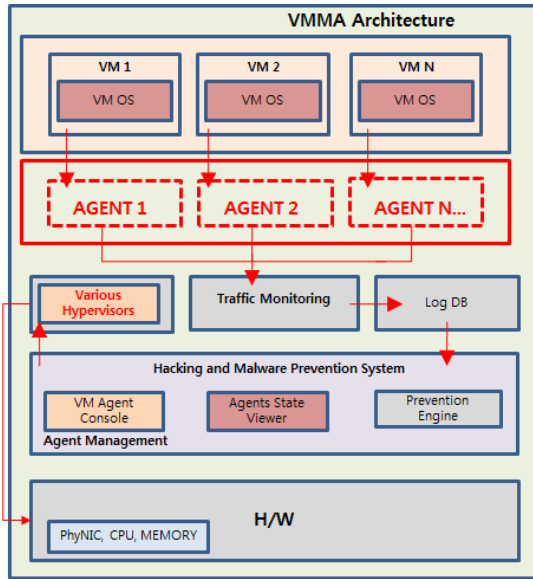 VMMA Architecture
VM 1
VM 2
VM N
VM OS
VM OS
VM OS
AGENT 1
AGENT 2
AGENT N...
Various
Hypervisors
Traffic Monitoring
Log DB
Hacking and Malware Prevention System
VM Agent
Console
Agents State
Viewer
Prevention
Engine
Agent Management
H/W
PhyNIC, CPU, MEMORY